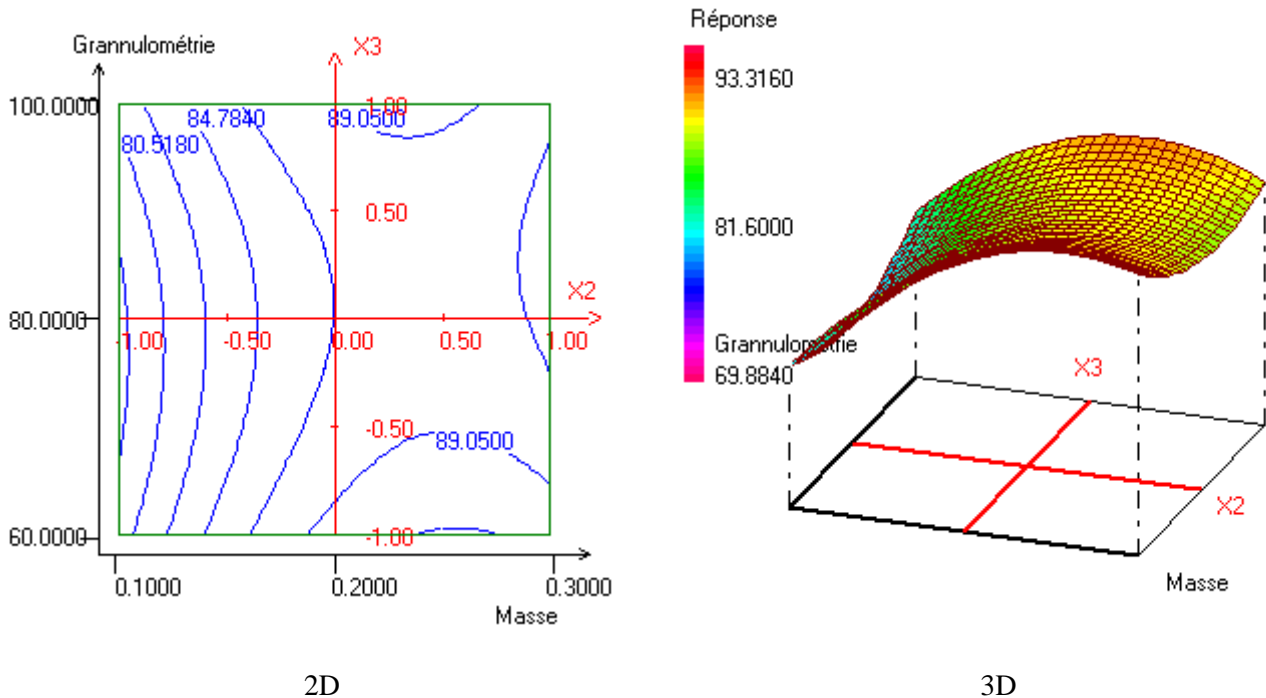 Grannulométrie
X3
100.0000
1.00
84.7840
89.0500
80.5180
0.50
X2
80.0000
-1.00
-0.50
0.00
0.50
1.00
-0.50
89.0500
60.0000
-1.00
0.1000
0.2000
0.3000
Masse
2D
Réponse
93.3160
81.6000
Grannulométrie
69.8840
X3
X2
Masse
3D